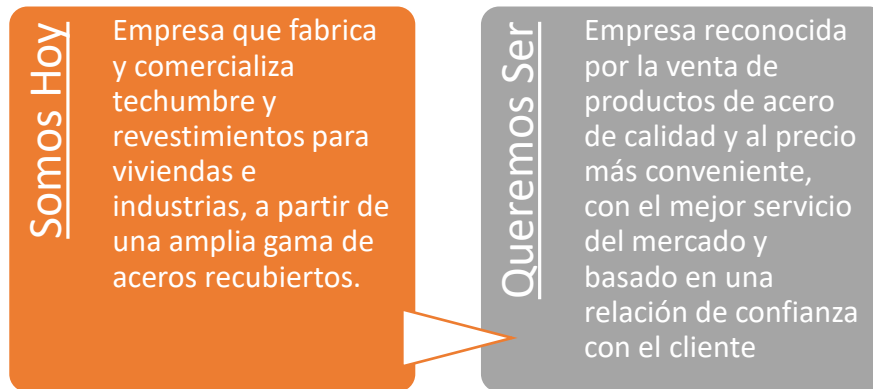 Somos Hoy
Empresa que fabrica
y comercializa
techumbre y
revestimientos para
viviendas e
industrias, a partir de
una amplia gama de
aceros recubiertos.
Queremos Ser
Empresa reconocida
por la venta de
productos de acero
de calidad y al precio
más conveniente,
con el mejor servicio
del mercado y
basado en una
relación de confianza
con el cliente